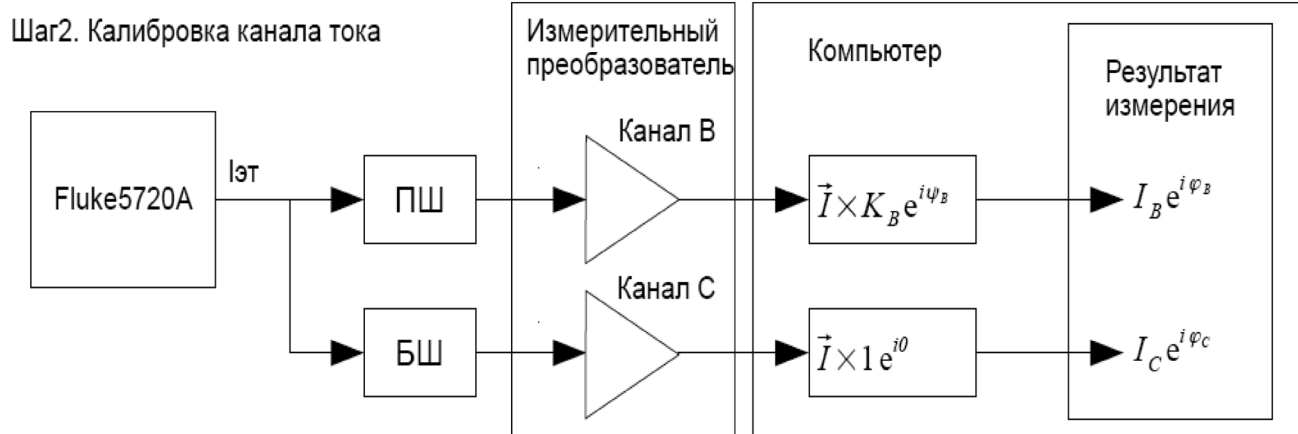 Шаг2. Калибровка канала тока
Измерительный
преобразователь
Компьютер
Результат
измерения
Fluke5720A
Iэт
ПШ
Канал B
I⃗ × K_B e^{iψ_B}
I_B e^{iφ_B}
БШ
Канал C
I⃗ × 1 e^{i0}
I_C e^{iφ_C}